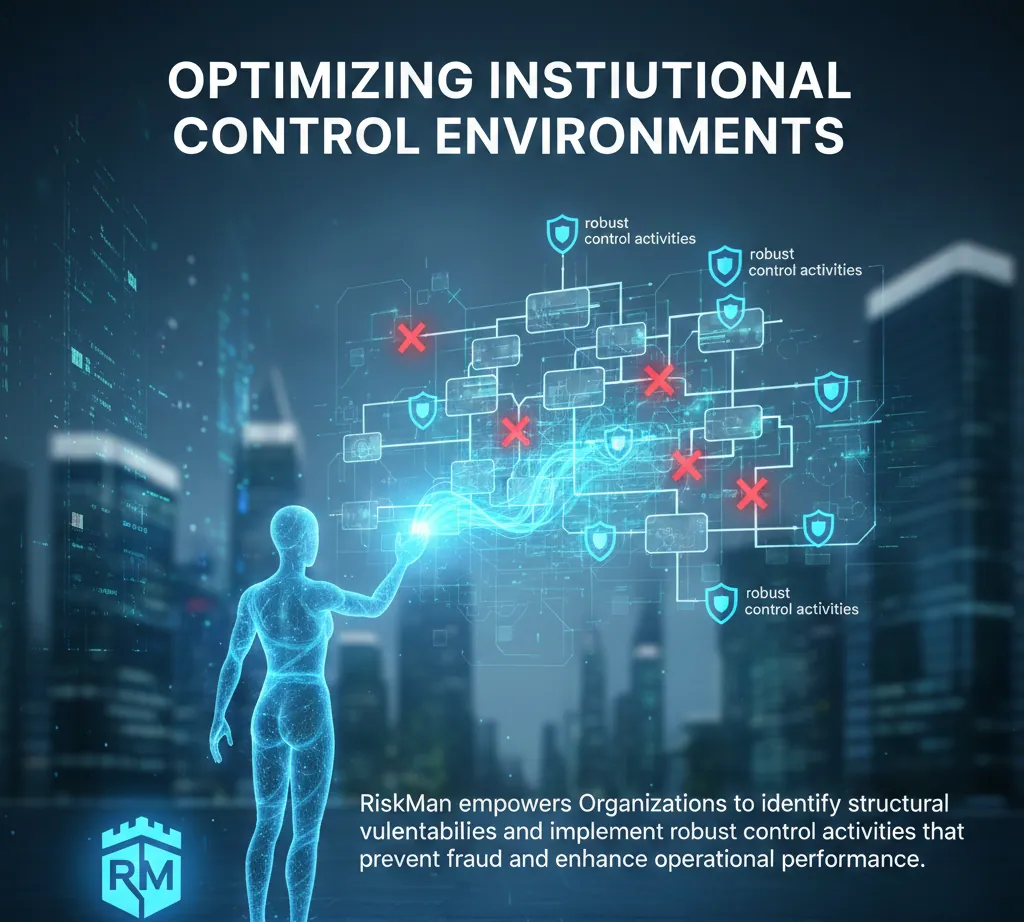 OPTIMIZING INSTIUTIONAL
CONTROL ENVIRONMENTS
robust
control activities
robust
control activities
robust
control activities
RiskMan empowers Organizations to identify structural
vulentabilies and implement robust control activities that
prevent fraud and enhance operational performance.
RM